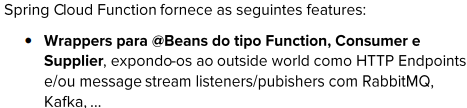 Spring Cloud Function fornece as seguintes features:
• Wrappers para @Beans do tipo Function, Consumer e
Supplier, expondo-os ao outside world como HTTP Endpoints
e/ou message stream listeners/pubishers com RabbitMQ,
Kafka, ...